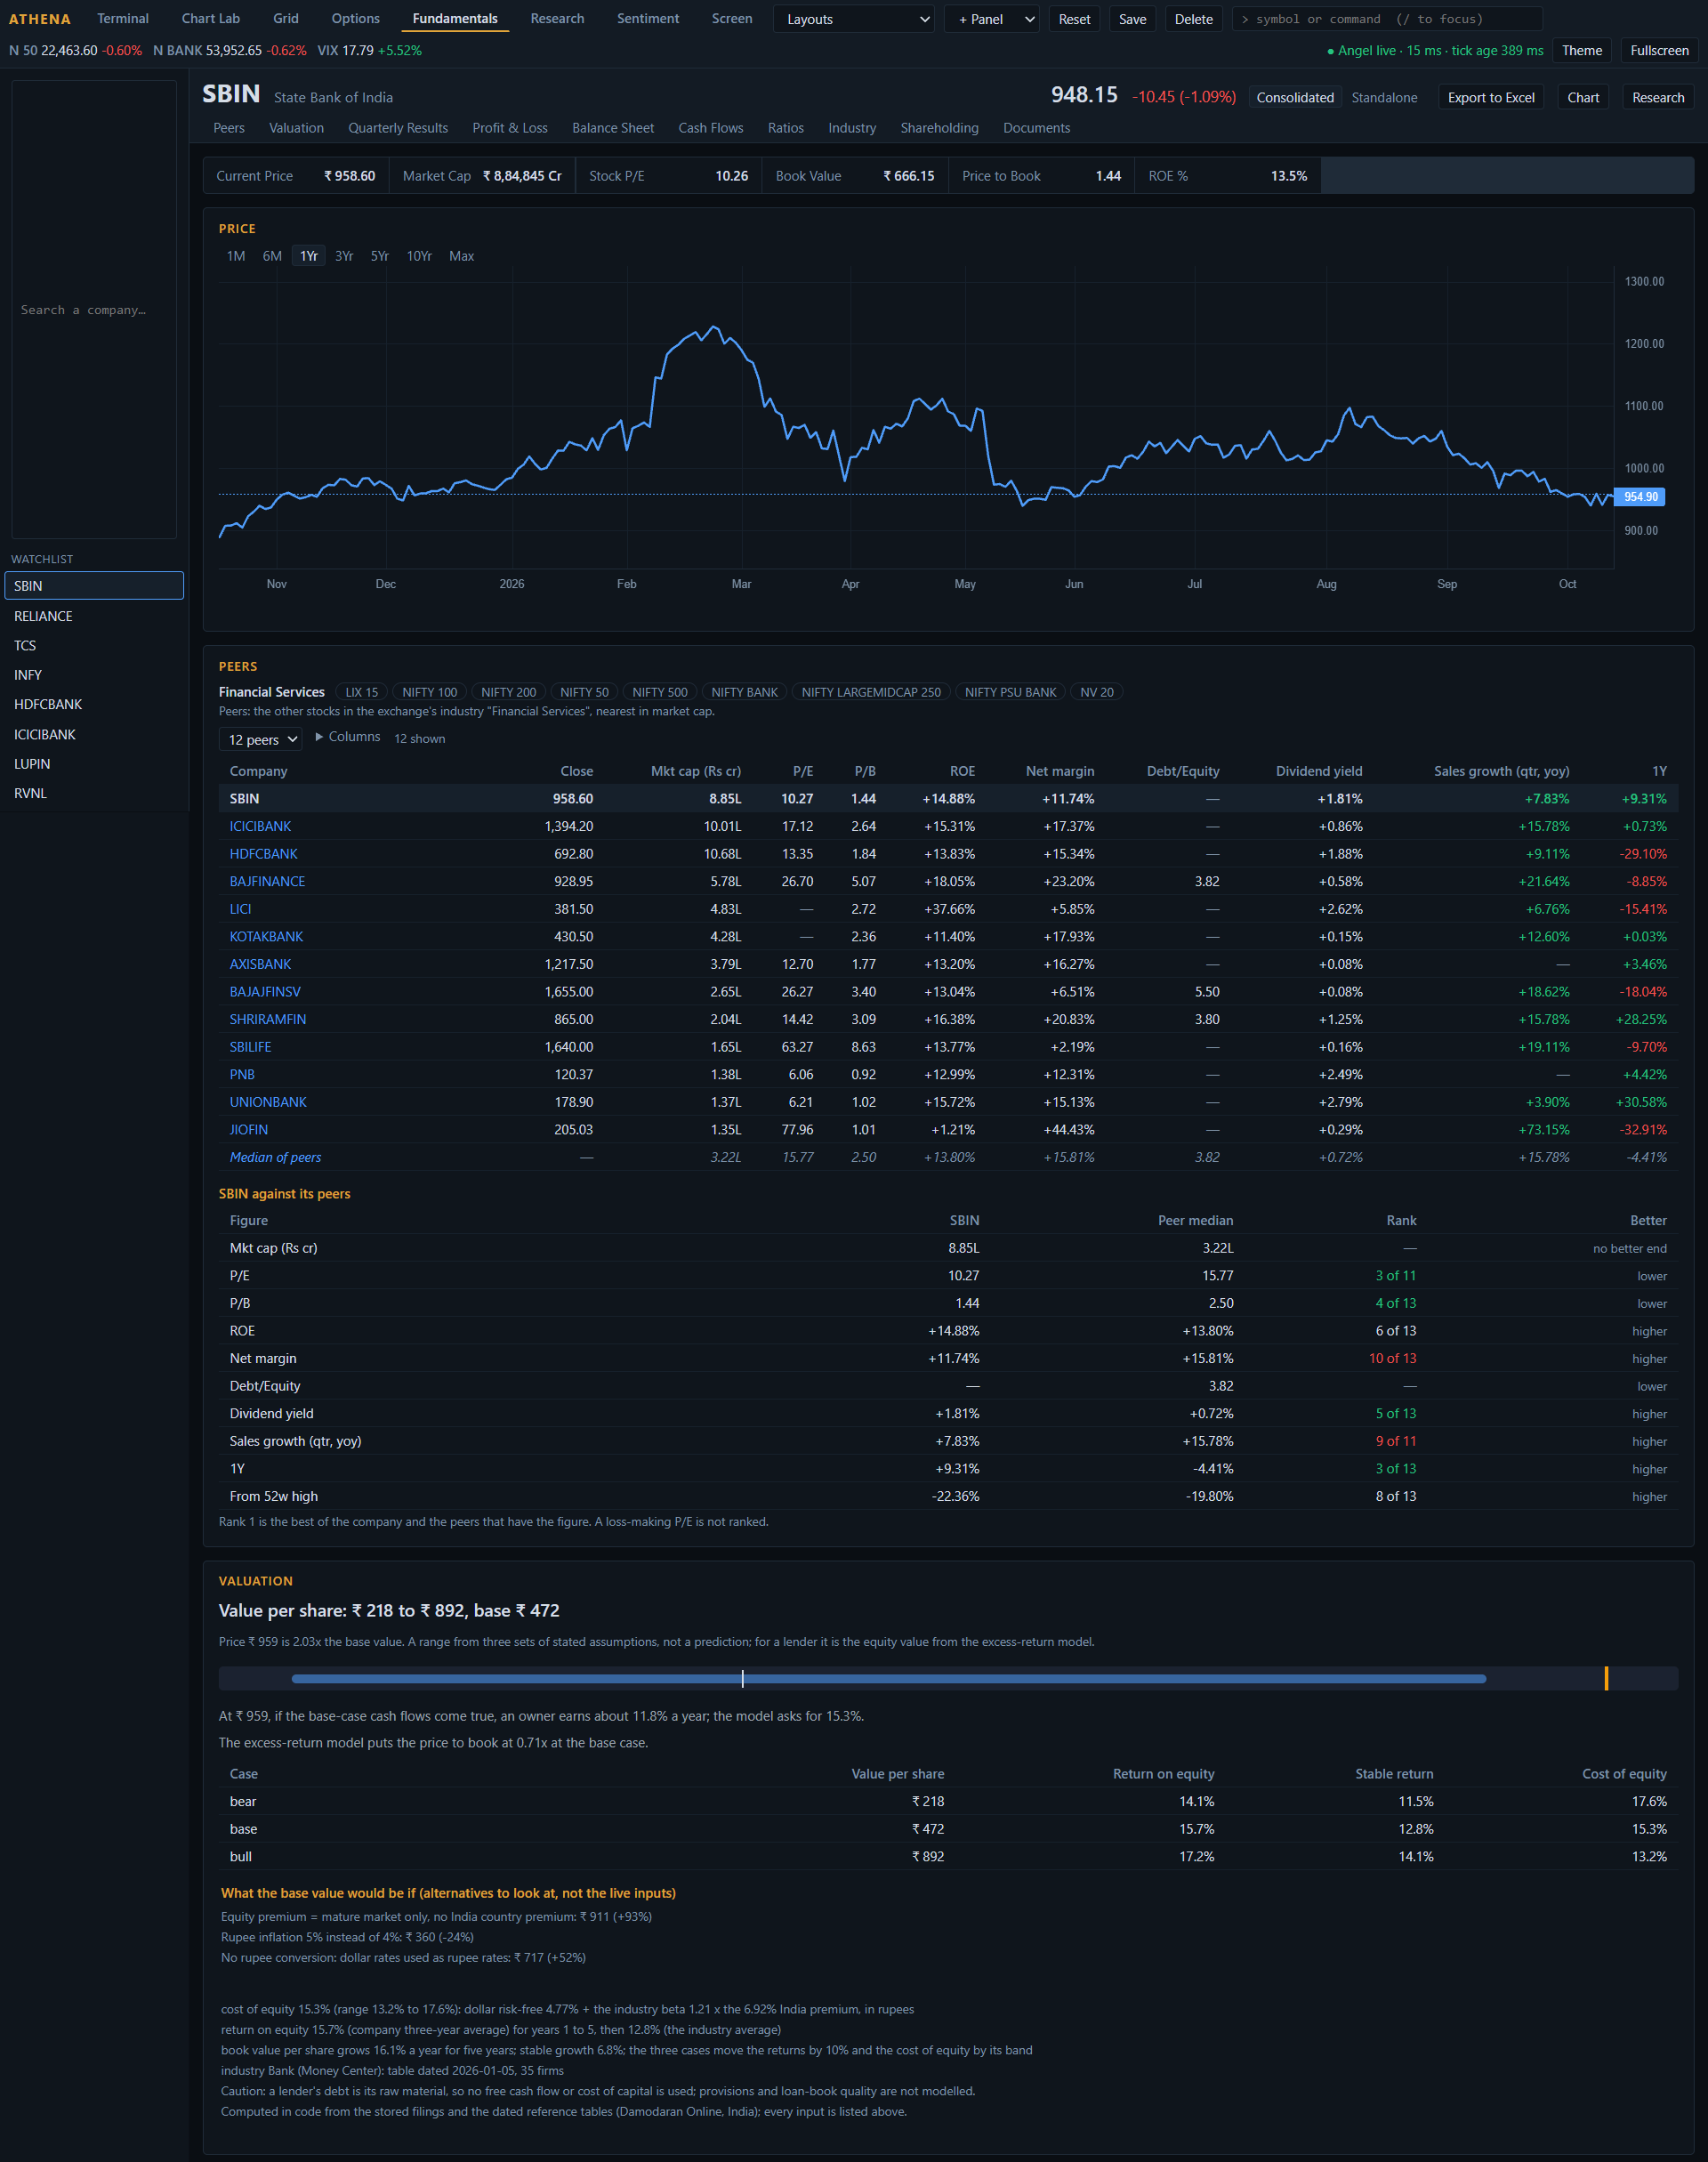 ATHENA Terminal Chart Lab Grid Options Fundamentals Research Sentiment Screen Layouts + Panel Reset Save Delete > symbol or command (/ to focus)
N 50 22,463.60 -0.60% N BANK 53,952.65 -0.62% VIX 17.79 +5.52% ● Angel live · 15 ms · tick age 389 ms Theme Fullscreen
Search a company…
WATCHLIST
SBIN
RELIANCE
TCS
INFY
HDFCBANK
ICICIBANK
LUPIN
RVNL
SBIN State Bank of India 948.15 -10.45 (-1.09%) Consolidated Standalone Export to Excel Chart Research
Peers Valuation Quarterly Results Profit & Loss Balance Sheet Cash Flows Ratios Industry Shareholding Documents
Current Price ₹ 958.60 Market Cap ₹ 8,84,845 Cr Stock P/E 10.26 Book Value ₹ 666.15 Price to Book 1.44 ROE % 13.5%
PRICE
1M 6M 1Yr 3Yr 5Yr 10Yr Max
1300.00
1200.00
1100.00
1000.00
954.90
900.00
Nov Dec 2026 Feb Mar Apr May Jun Jul Aug Sep Oct
PEERS
Financial Services LIX 15 NIFTY 100 NIFTY 200 NIFTY 50 NIFTY 500 NIFTY BANK NIFTY LARGEMIDCAP 250 NIFTY PSU BANK NV 20
Peers: the other stocks in the exchange's industry "Financial Services", nearest in market cap.
12 peers ▶ Columns 12 shown
Company Close Mkt cap (Rs cr) P/E P/B ROE Net margin Debt/Equity Dividend yield Sales growth (qtr, yoy) 1Y
SBIN 958.60 8.85L 10.27 1.44 +14.88% +11.74% — +1.81% +7.83% +9.31%
ICICIBANK 1,394.20 10.01L 17.12 2.64 +15.31% +17.37% — +0.86% +15.78% +0.73%
HDFCBANK 692.80 10.68L 13.35 1.84 +13.83% +15.34% — +1.88% +9.11% -29.10%
BAJFINANCE 928.95 5.78L 26.70 5.07 +18.05% +23.20% 3.82 +0.58% +21.64% -8.85%
LICI 381.50 4.83L — 2.72 +37.66% +5.85% — +2.62% +6.76% -15.41%
KOTAKBANK 430.50 4.28L — 2.36 +11.40% +17.93% — +0.15% +12.60% +0.03%
AXISBANK 1,217.50 3.79L 12.70 1.77 +13.20% +16.27% — +0.08% — +3.46%
BAJAJFINSV 1,655.00 2.65L 26.27 3.40 +13.04% +6.51% 5.50 +0.08% +18.62% -18.04%
SHRIRAMFIN 865.00 2.04L 14.42 3.09 +16.38% +20.83% 3.80 +1.25% +15.78% +28.25%
SBILIFE 1,640.00 1.65L 63.27 8.63 +13.77% +2.19% — +0.16% +19.11% -9.70%
PNB 120.37 1.38L 6.06 0.92 +12.99% +12.31% — +2.49% — +4.42%
UNIONBANK 178.90 1.37L 6.21 1.02 +15.72% +15.13% — +2.79% +3.90% +30.58%
JIOFIN 205.03 1.35L 77.96 1.01 +1.21% +44.43% — +0.29% +73.15% -32.91%
Median of peers — 3.22L 15.77 2.50 +13.80% +15.81% 3.82 +0.72% +15.78% -4.41%
SBIN against its peers
Figure SBIN Peer median Rank Better
Mkt cap (Rs cr) 8.85L 3.22L — no better end
P/E 10.27 15.77 3 of 11 lower
P/B 1.44 2.50 4 of 13 lower
ROE +14.88% +13.80% 6 of 13 higher
Net margin +11.74% +15.81% 10 of 13 higher
Debt/Equity — 3.82 — lower
Dividend yield +1.81% +0.72% 5 of 13 higher
Sales growth (qtr, yoy) +7.83% +15.78% 9 of 11 higher
1Y +9.31% -4.41% 3 of 13 higher
From 52w high -22.36% -19.80% 8 of 13 higher
Rank 1 is the best of the company and the peers that have the figure. A loss-making P/E is not ranked.
VALUATION
Value per share: ₹ 218 to ₹ 892, base ₹ 472
Price ₹ 959 is 2.03x the base value. A range from three sets of stated assumptions, not a prediction; for a lender it is the equity value from the excess-return model.
At ₹ 959, if the base-case cash flows come true, an owner earns about 11.8% a year; the model asks for 15.3%.
The excess-return model puts the price to book at 0.71x at the base case.
Case Value per share Return on equity Stable return Cost of equity
bear ₹ 218 14.1% 11.5% 17.6%
base ₹ 472 15.7% 12.8% 15.3%
bull ₹ 892 17.2% 14.1% 13.2%
What the base value would be if (alternatives to look at, not the live inputs)
Equity premium = mature market only, no India country premium: ₹ 911 (+93%)
Rupee inflation 5% instead of 4%: ₹ 360 (-24%)
No rupee conversion: dollar rates used as rupee rates: ₹ 717 (+52%)
cost of equity 15.3% (range 13.2% to 17.6%): dollar risk-free 4.77% + the industry beta 1.21 x the 6.92% India premium, in rupees
return on equity 15.7% (company three-year average) for years 1 to 5, then 12.8% (the industry average)
book value per share grows 16.1% a year for five years; stable growth 6.8%; the three cases move the returns by 10% and the cost of equity by its band
industry Bank (Money Center): table dated 2026-01-05, 35 firms
Caution: a lender's debt is its raw material, so no free cash flow or cost of capital is used; provisions and loan-book quality are not modelled.
Computed in code from the stored filings and the dated reference tables (Damodaran Online, India); every input is listed above.